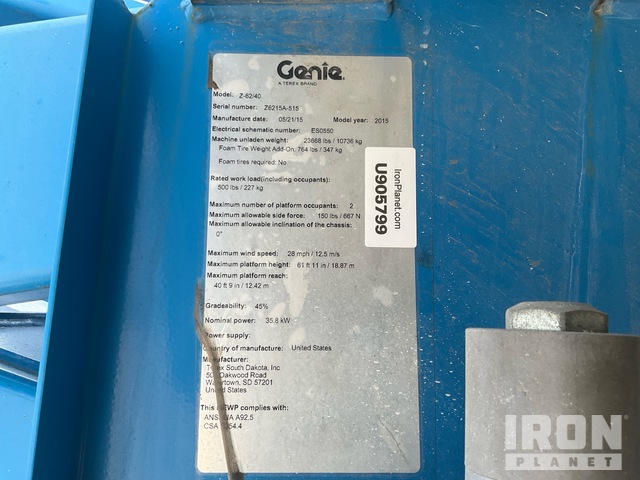 Genie
A TEREX BRAND
Model: Z-62/40
Serial number: Z6215A-515
Manufacture date: 05/21/15 Model year: 2015
Electrical schematic number: ES0550
Machine unladen weight: 23668 lbs / 10736 kg
Foam Tire Weight Add-On: 764 lbs / 347 kg
Foam tires required: No
Rated work load(including occupants):
500 lbs / 227 kg
Maximum number of platform occupants: 2
Maximum allowable side force: 150 lbs / 667 N
Maximum allowable inclination of the chassis:
0°
Maximum wind speed: 28 mph / 12.5 m/s
Maximum platform height: 61 ft 11 in / 18.87 m
Maximum platform reach:
40 ft 9 in / 12.42 m
Gradeability: 45%
Nominal power: 35.8 kW
Power supply:
Country of manufacture: United States
Manufacturer:
Terex South Dakota, Inc
Oakwood Road
SD 57201
United States
This complies with:
A92.5
CSA
IronPlanet.com
U905799
IRON
PLANET